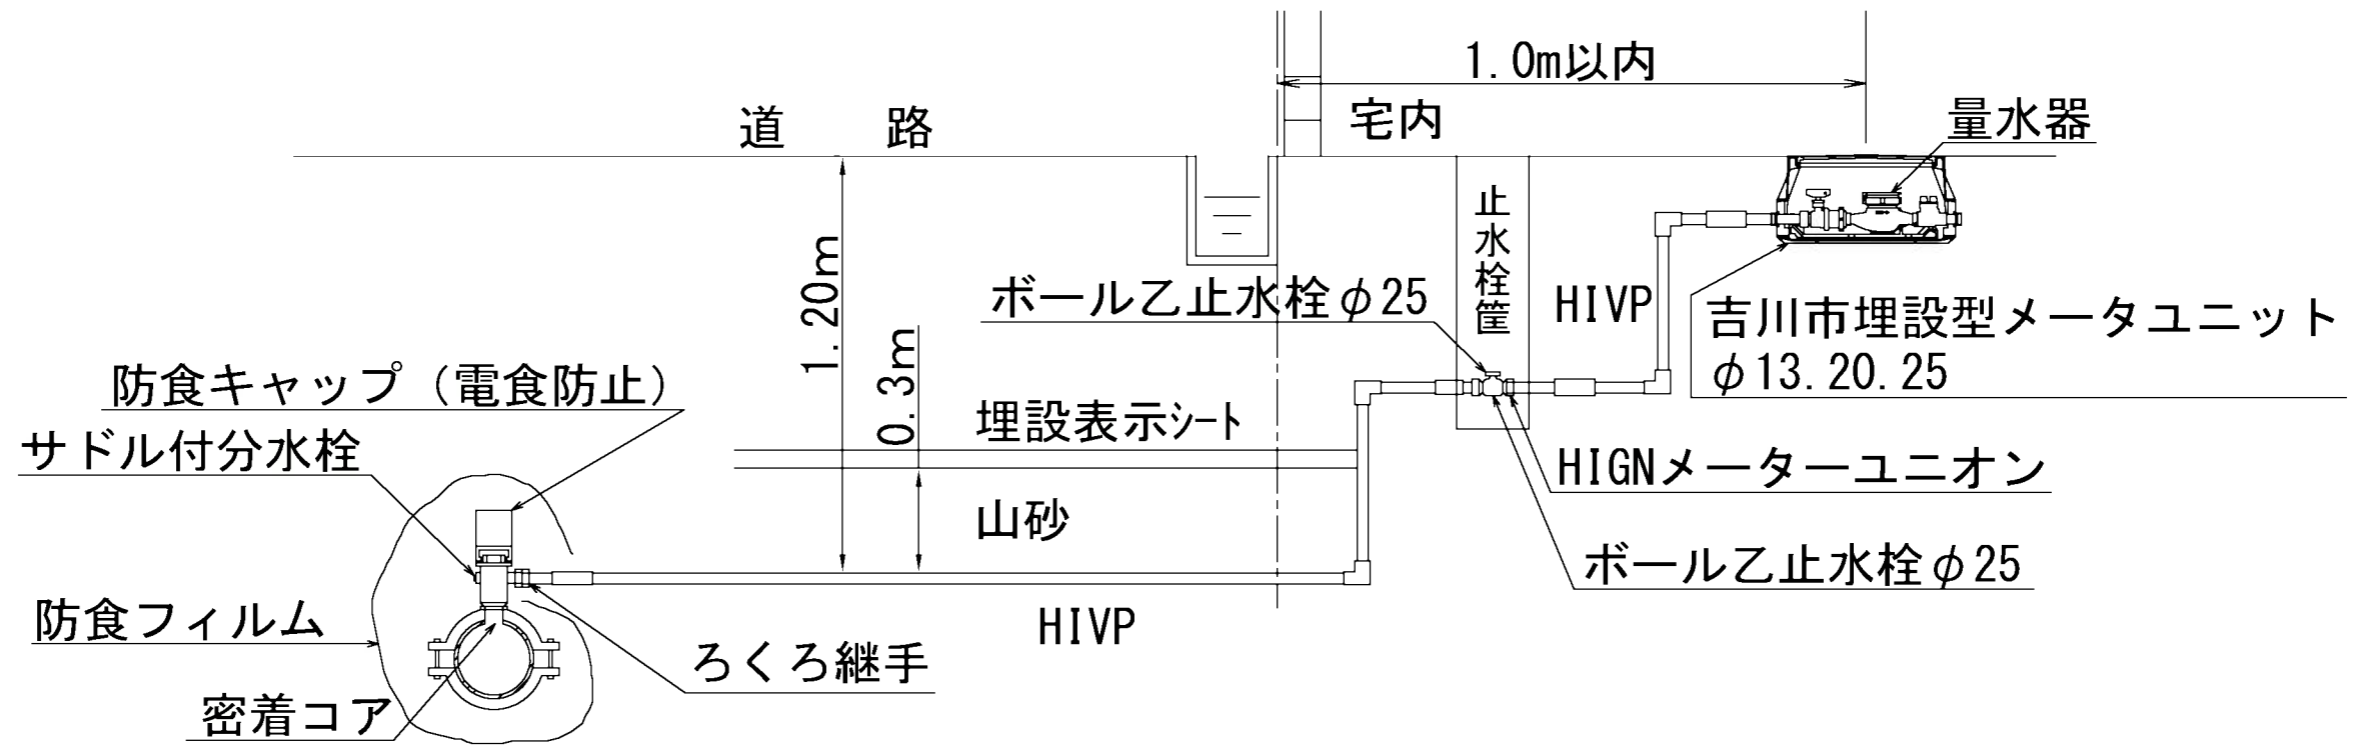 1.0m以内
道路
宅内
量水器
止水栓筐
1.20m
ボール乙止水栓φ25
HIVP
吉川市埋設型メータユニット
φ13.20.25
0.3m
防食キャップ（電食防止）
埋設表示シート
サドル付分水栓
HIGNメーターユニオン
山砂
ボール乙止水栓φ25
防食フィルム
HIVP
ろくろ継手
密着コア